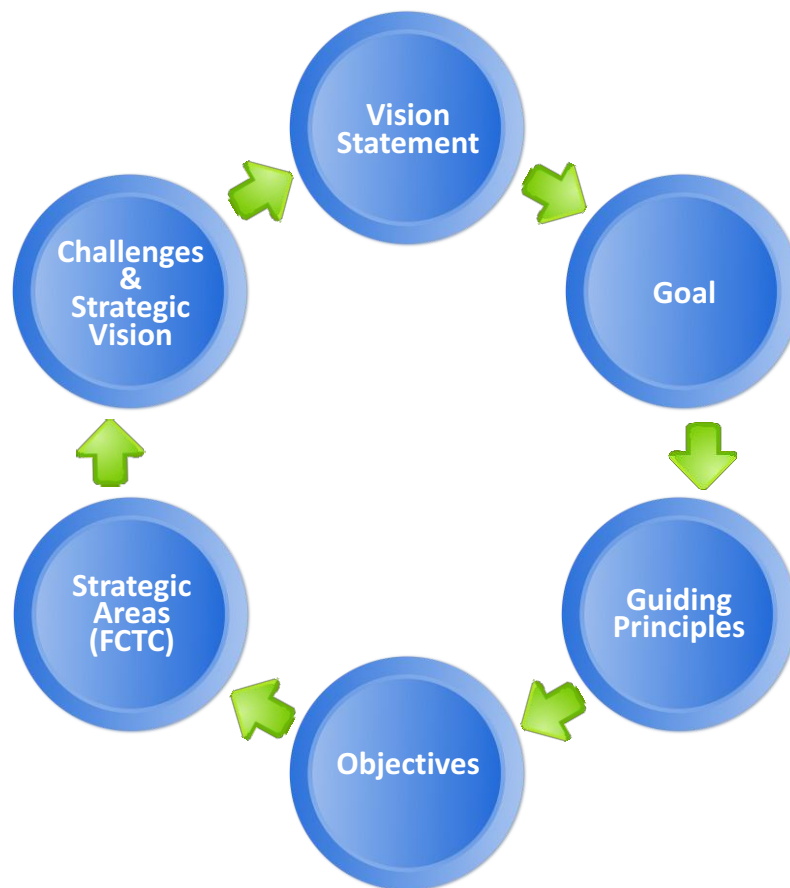 Vision
Statement
Goal
Guiding
Principles
Objectives
Strategic
Areas
(FCTC)
Challenges
&
Strategic
Vision